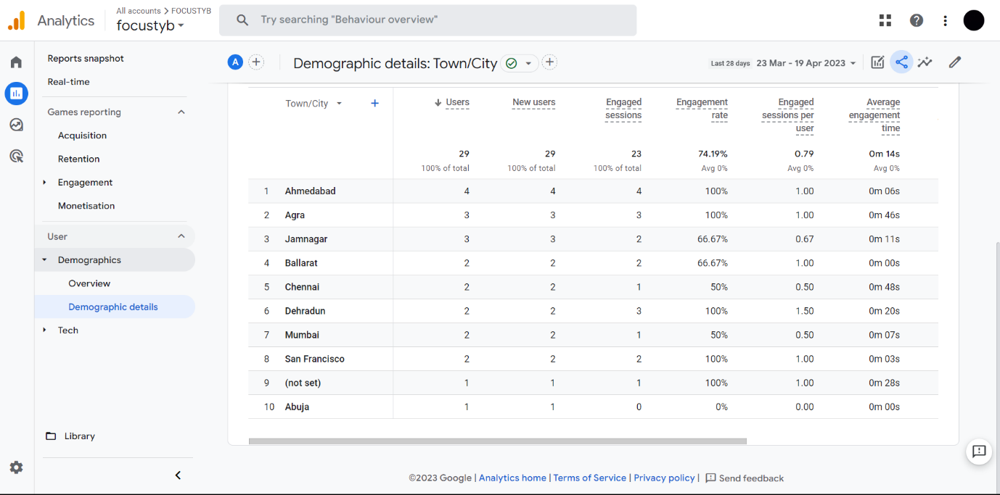 Analytics
All accounts > FOCUSTYB
focustyb
Try searching "Behaviour overview"
Reports snapshot
Real-time
Games reporting
Acquisition
Retention
Engagement
Monetisation
User
Demographics
Overview
Demographic details
Tech
Library
A
Demographic details: Town/City
Last 28 days 23 Mar - 19 Apr 2023
Town/City
Users
New users
Engaged sessions
Engagement rate
Engaged sessions per user
Average engagement time
29 29 23 74.19% 0.79 0m 14s
100% of total 100% of total 100% of total Avg 0% Avg 0% Avg 0%
1 Ahmedabad 4 4 4 100% 1.00 0m 06s
2 Agra 3 3 3 100% 1.00 0m 46s
3 Jamnagar 3 3 2 66.67% 0.67 0m 11s
4 Ballarat 2 2 2 66.67% 1.00 0m 00s
5 Chennai 2 2 1 50% 0.50 0m 48s
6 Dehradun 2 2 3 100% 1.50 0m 20s
7 Mumbai 2 2 1 50% 0.50 0m 07s
8 San Francisco 2 2 2 100% 1.00 0m 03s
9 (not set) 1 1 1 100% 1.00 0m 28s
10 Abuja 1 1 0 0% 0.00 0m 00s
©2023 Google | Analytics home | Terms of Service | Privacy policy | Send feedback